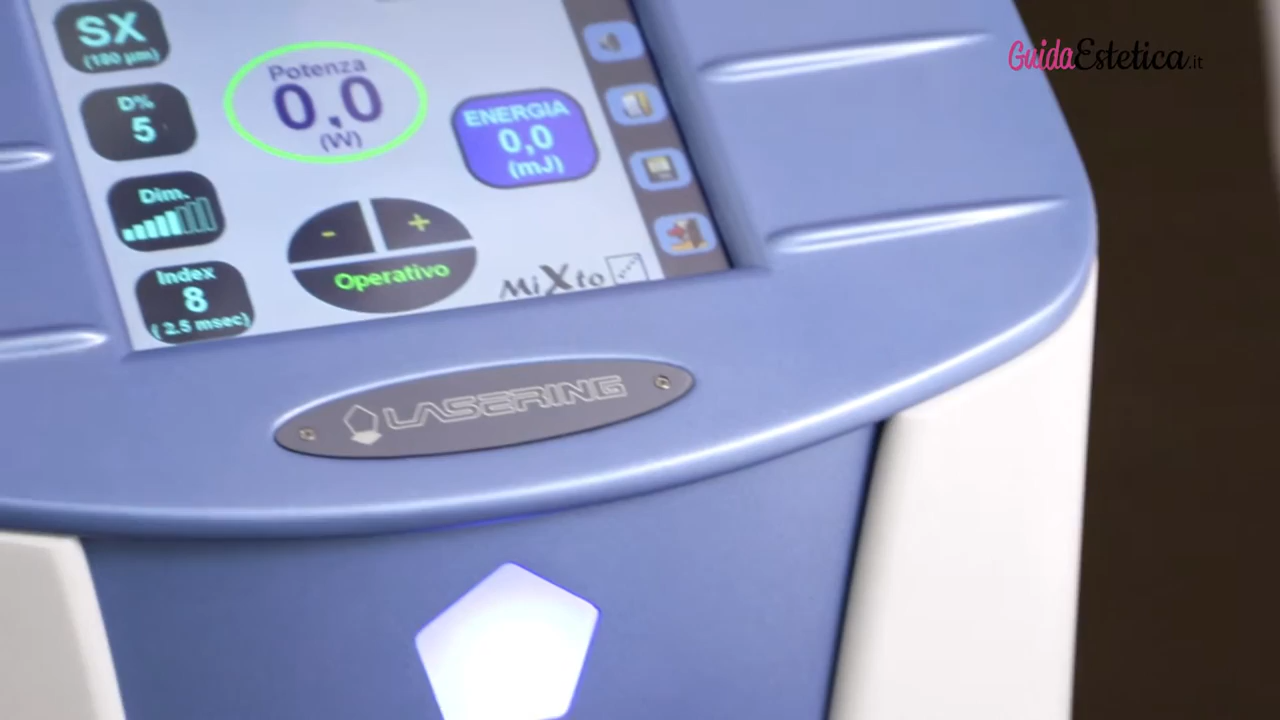 SX
(180 µm)
D%
5
Dim.
Index
8
( 2.5 msec)
Potenza
0,0
(W)
ENERGIA
0,0
(mJ)
-
+
Operativo
MiXto
LASERING
GuidaEstetica.it